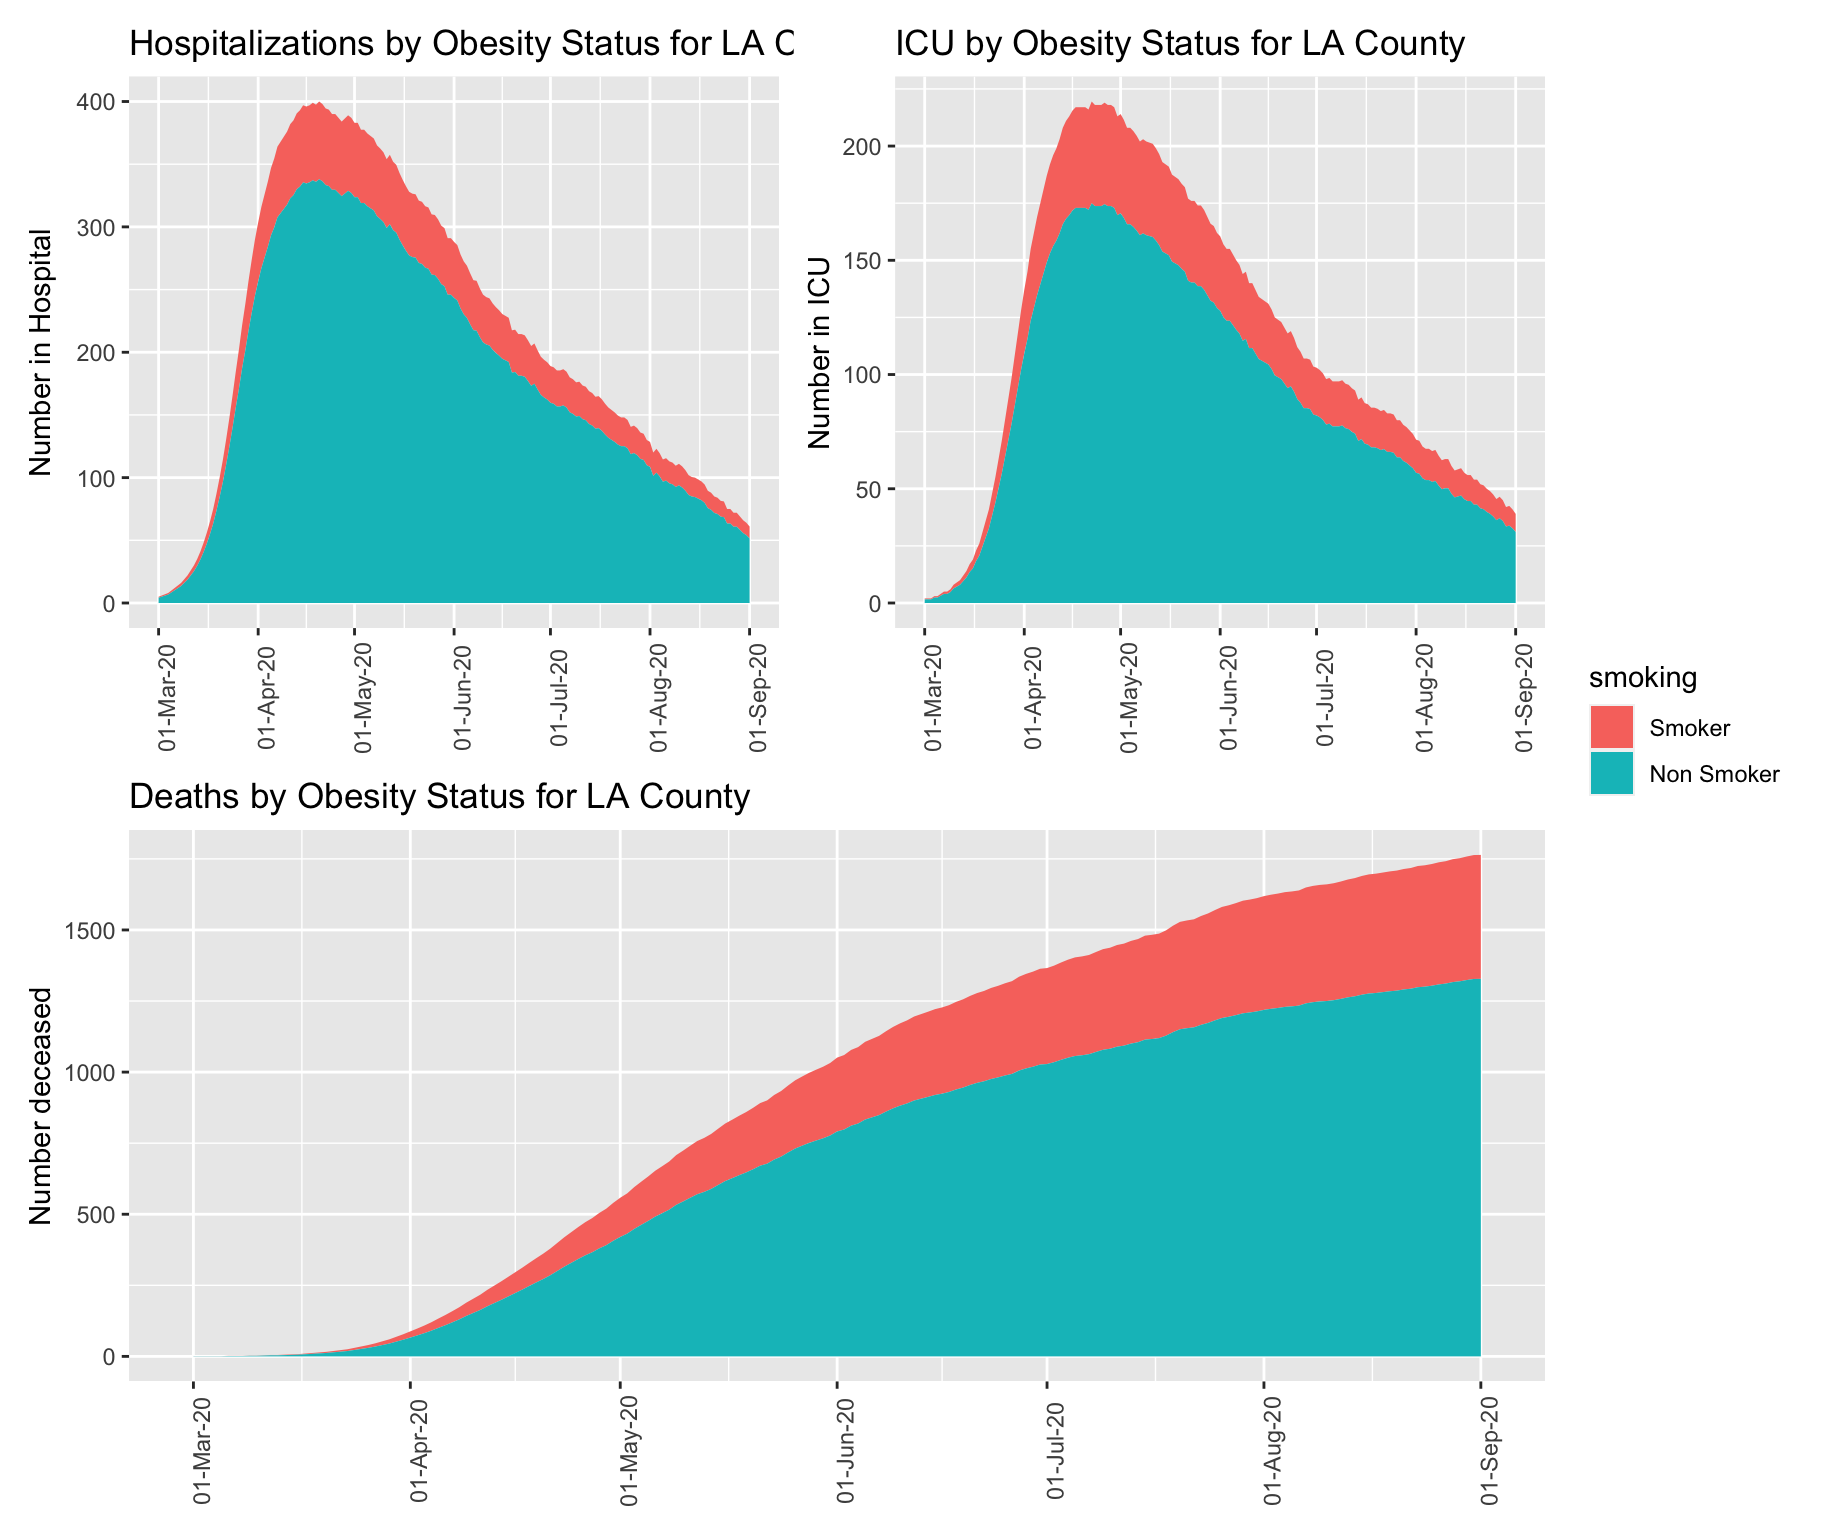 Hospitalizations by Obesity Status for LA C
Number in Hospital
400
300
200
100
0
01-Mar-20
01-Apr-20
01-May-20
01-Jun-20
01-Jul-20
01-Aug-20
01-Sep-20
ICU by Obesity Status for LA County
Number in ICU
200
150
100
50
0
01-Mar-20
01-Apr-20
01-May-20
01-Jun-20
01-Jul-20
01-Aug-20
01-Sep-20
smoking
Smoker
Non Smoker
Deaths by Obesity Status for LA County
Number deceased
1500
1000
500
0
01-Mar-20
01-Apr-20
01-May-20
01-Jun-20
01-Jul-20
01-Aug-20
01-Sep-20